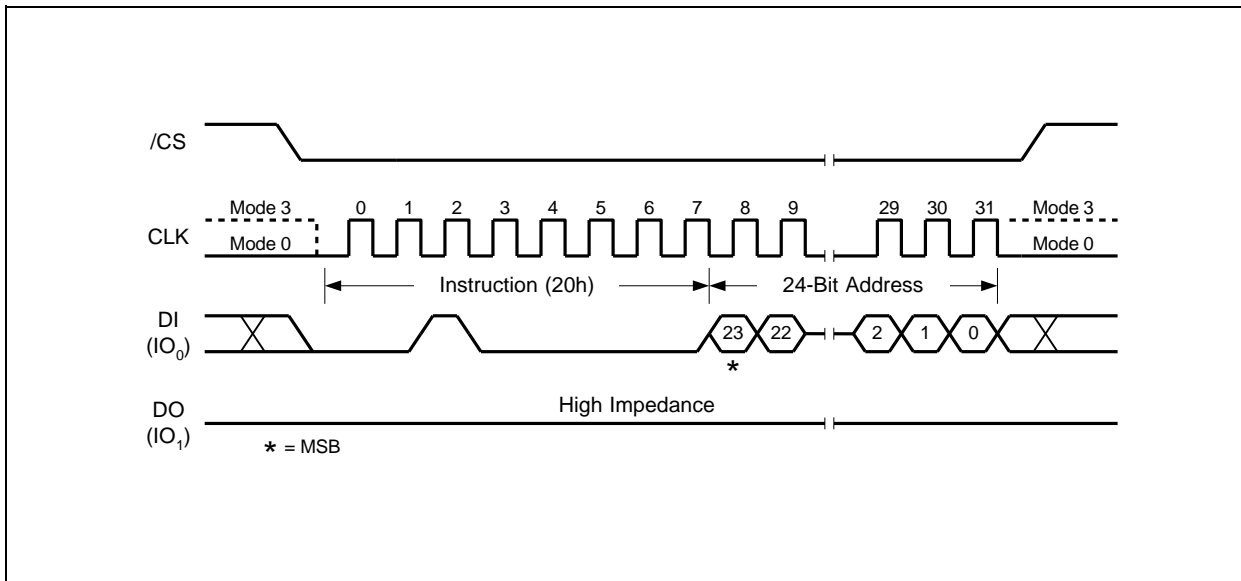 /CS
Mode 3 0 1 2 3 4 5 6 7 8 9 29 30 31 Mode 3
CLK
Mode 0 Mode 0
Instruction (20h) 24-Bit Address
DI
(IO0)
23 22 2 1 0
*
High Impedance
DO
(IO1)
* = MSB